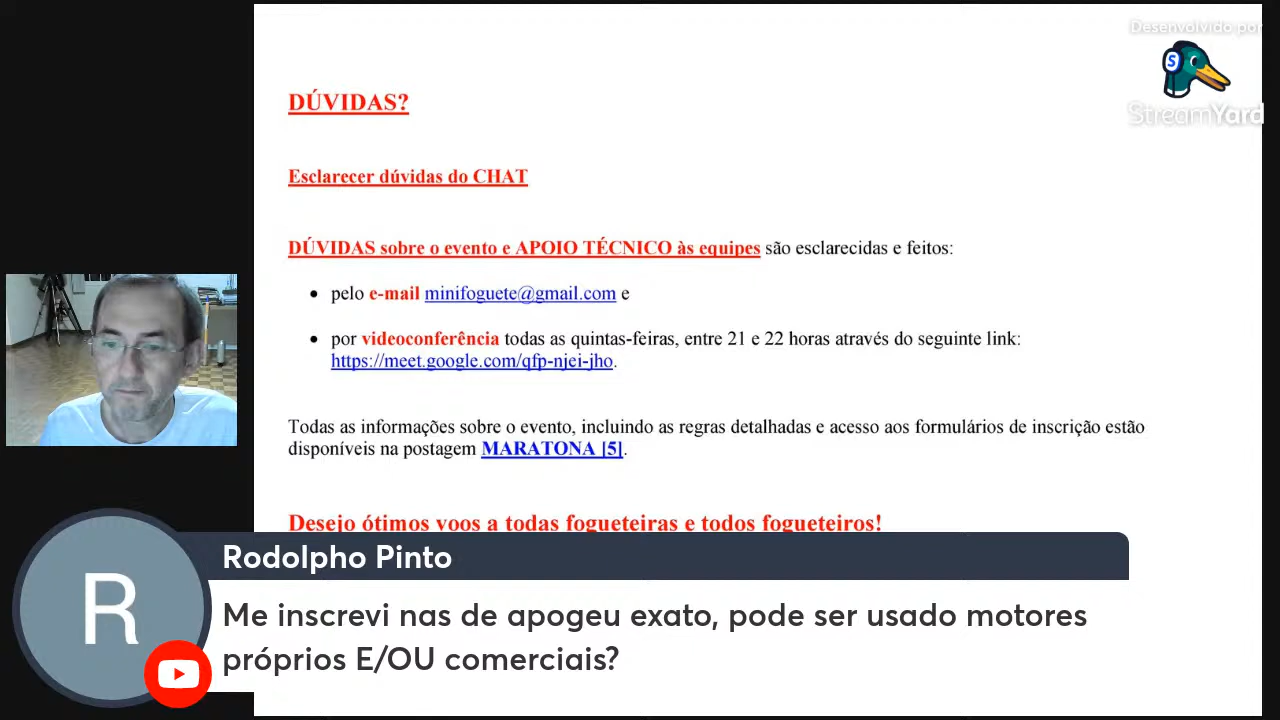 Desenvolvido por
S
StreamYard
DÚVIDAS?
Esclarecer dúvidas do CHAT
DÚVIDAS sobre o evento e APOIO TÉCNICO às equipes são esclarecidas e feitos:
• pelo e-mail minifoguete@gmail.com e
• por videoconferência todas as quintas-feiras, entre 21 e 22 horas através do seguinte link:
https://meet.google.com/qfp-njei-jho.
Todas as informações sobre o evento, incluindo as regras detalhadas e acesso aos formulários de inscrição estão
disponíveis na postagem MARATONA [5].
Desejo ótimos voos a todas fogueteiras e todos fogueteiros!
R
Rodolpho Pinto
Me inscrevi nas de apogeu exato, pode ser usado motores
próprios E/OU comerciais?